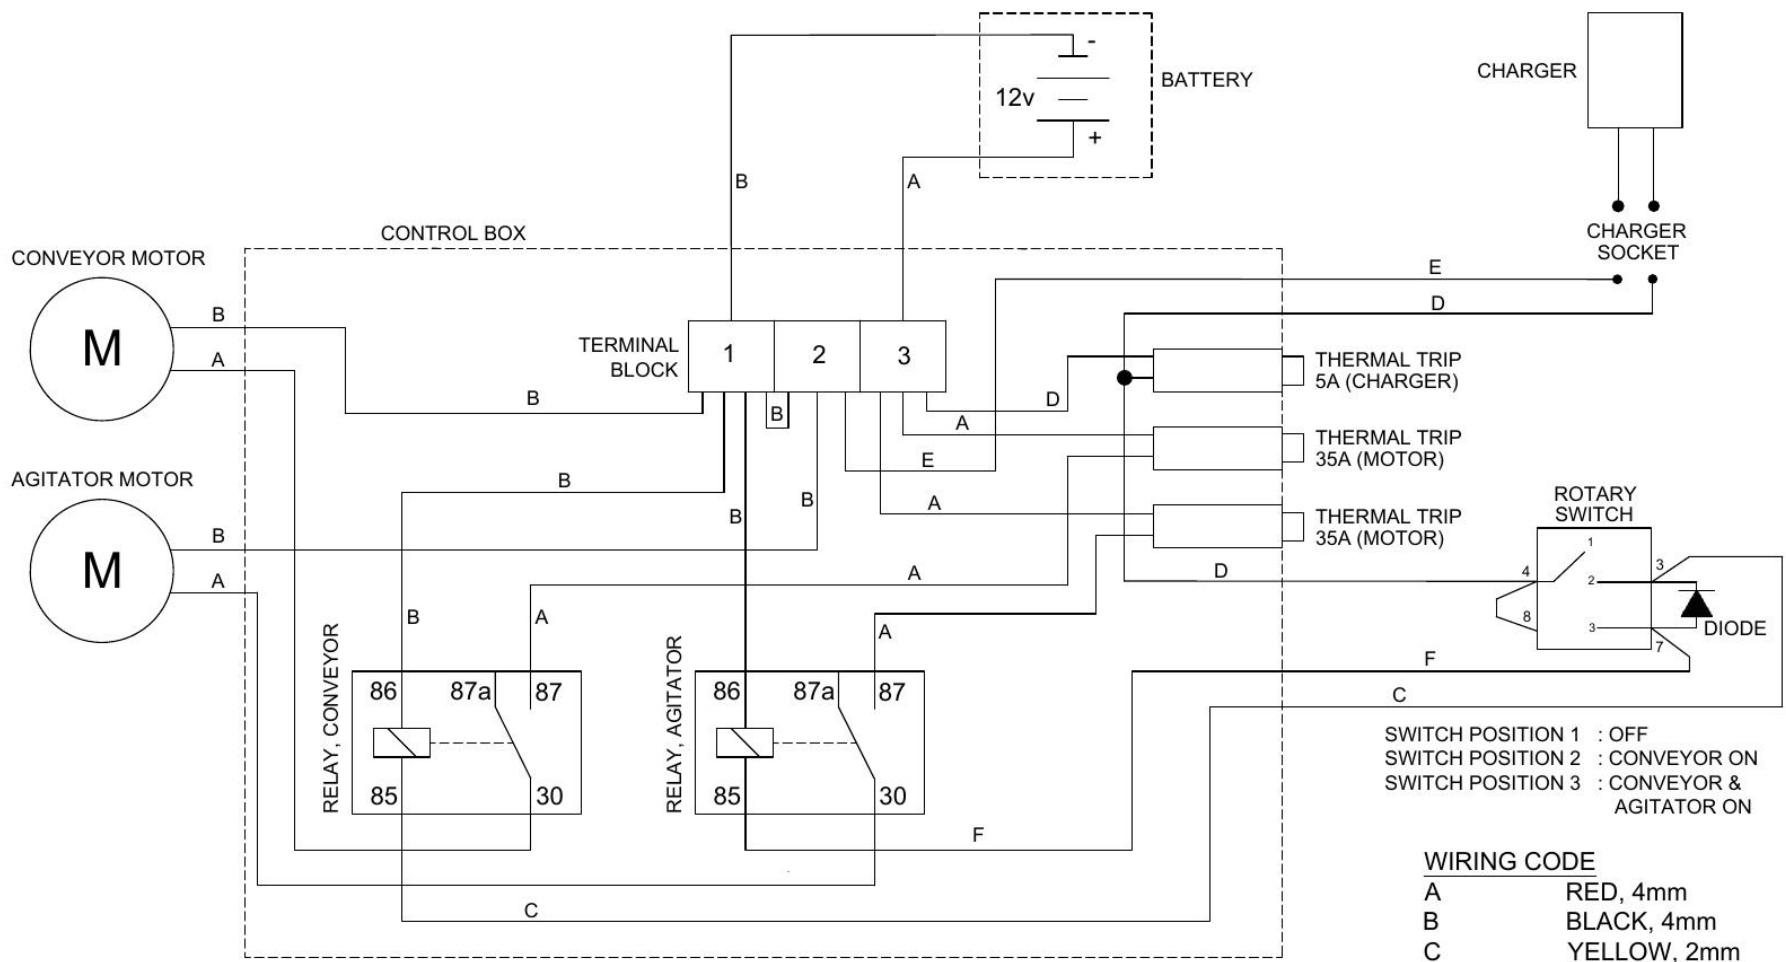 -
12v
+
BATTERY
CHARGER
B
A
CHARGER
SOCKET
CONTROL BOX
CONVEYOR MOTOR
M
B
A
E
D
TERMINAL
BLOCK
1
2
3
THERMAL TRIP
5A (CHARGER)
B
B
D
A
THERMAL TRIP
35A (MOTOR)
E
AGITATOR MOTOR
M
B
A
B
B
B
A
THERMAL TRIP
35A (MOTOR)
ROTARY
SWITCH
1
2
3
4
8
3
7
DIODE
A
D
B
A
A
RELAY, CONVEYOR
86
87a
87
85
30
RELAY, AGITATOR
86
87a
87
85
30
F
C
F
C
SWITCH POSITION 1 : OFF
SWITCH POSITION 2 : CONVEYOR ON
SWITCH POSITION 3 : CONVEYOR &
AGITATOR ON
WIRING CODE
A RED, 4mm
B BLACK, 4mm
C YELLOW, 2mm